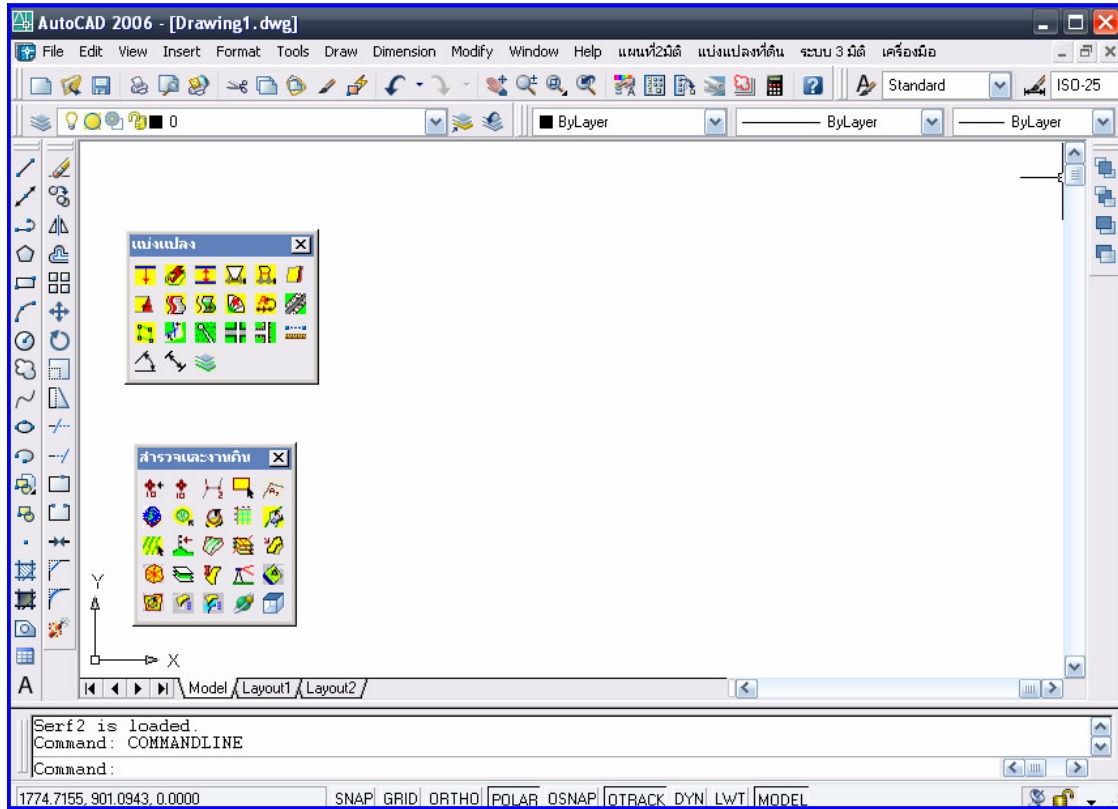 AutoCAD 2006 - [Drawing1.dwg]
File Edit View Insert Format Tools Draw Dimension Modify Window Help แผนที่2มิติ แบ่งแปลงที่ดิน ระบบ 3 มิติ เครื่องมือ
Standard ISO-25
0 ByLayer ByLayer ByLayer
แบ่งแปลง
สำรวจและงานดิน
Y
X
A
Model Layout1 Layout2
Serf2 is loaded.
Command: COMMANDLINE
Command:
1774.7155, 901.0943, 0.0000 SNAP GRID ORTHO POLAR OSNAP OTRACK DYN LWT MODEL